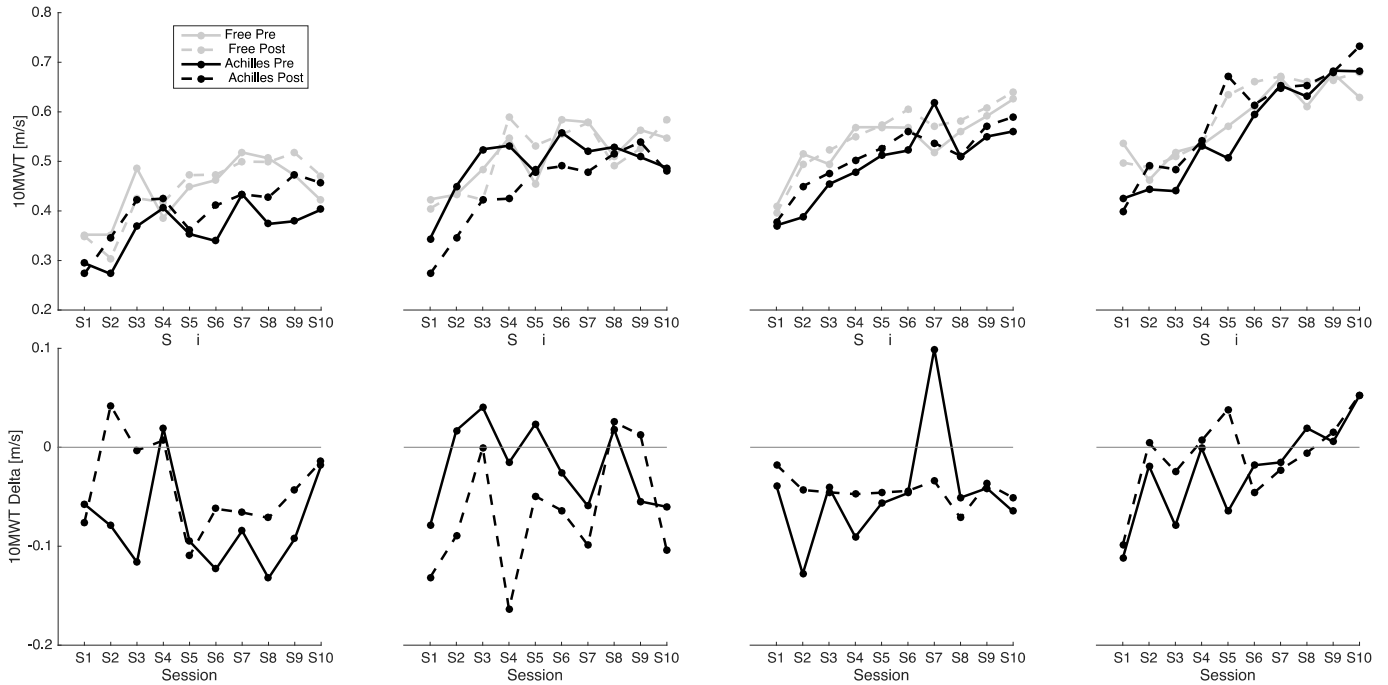 0.8
0.7
0.6
0.5
0.4
0.3
0.2
10MWT [m/s]
Free Pre
Free Post
Achilles Pre
Achilles Post
S1 S2 S3 S4 S5 S6 S7 S8 S9 S10
S i
S1 S2 S3 S4 S5 S6 S7 S8 S9 S10
S i
S1 S2 S3 S4 S5 S6 S7 S8 S9 S10
S i
S1 S2 S3 S4 S5 S6 S7 S8 S9 S10
S i
0.1
0
-0.1
-0.2
10MWT Delta [m/s]
S1 S2 S3 S4 S5 S6 S7 S8 S9 S10
Session
S1 S2 S3 S4 S5 S6 S7 S8 S9 S10
Session
S1 S2 S3 S4 S5 S6 S7 S8 S9 S10
Session
S1 S2 S3 S4 S5 S6 S7 S8 S9 S10
Session